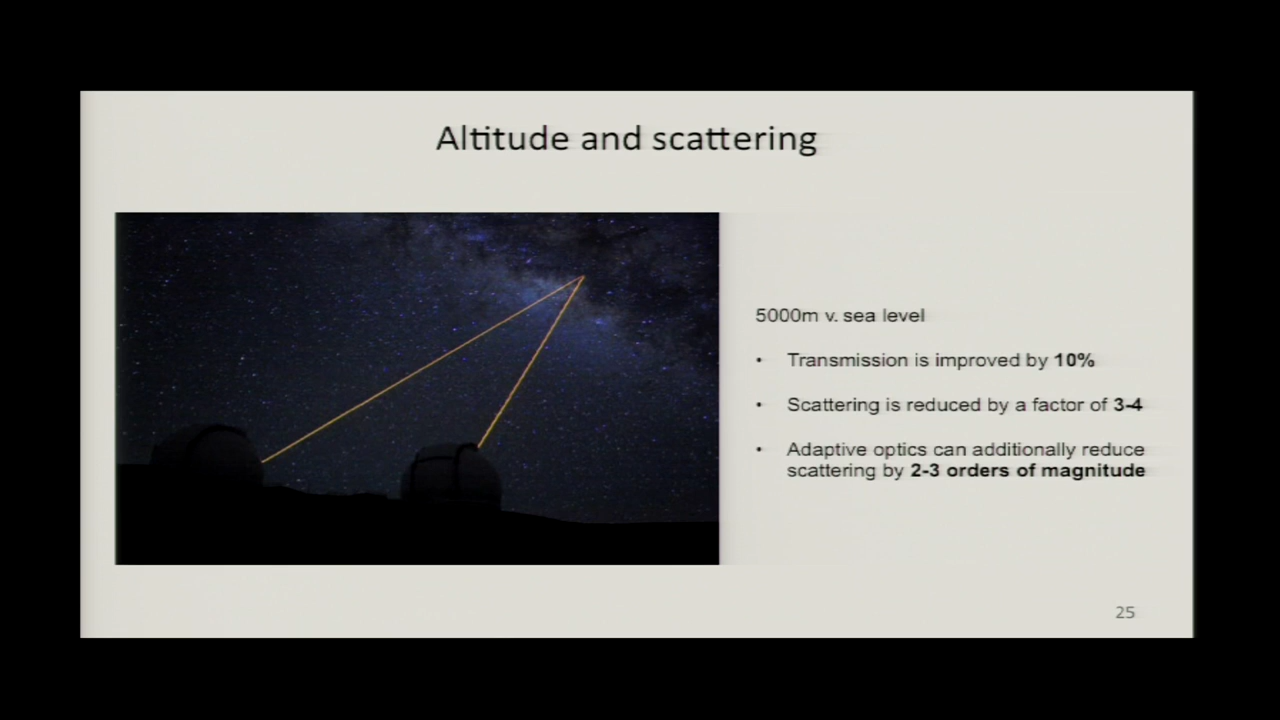 Altitude and scattering
5000m v. sea level
• Transmission is improved by 10%
• Scattering is reduced by a factor of 3-4
• Adaptive optics can additionally reduce
scattering by 2-3 orders of magnitude
25